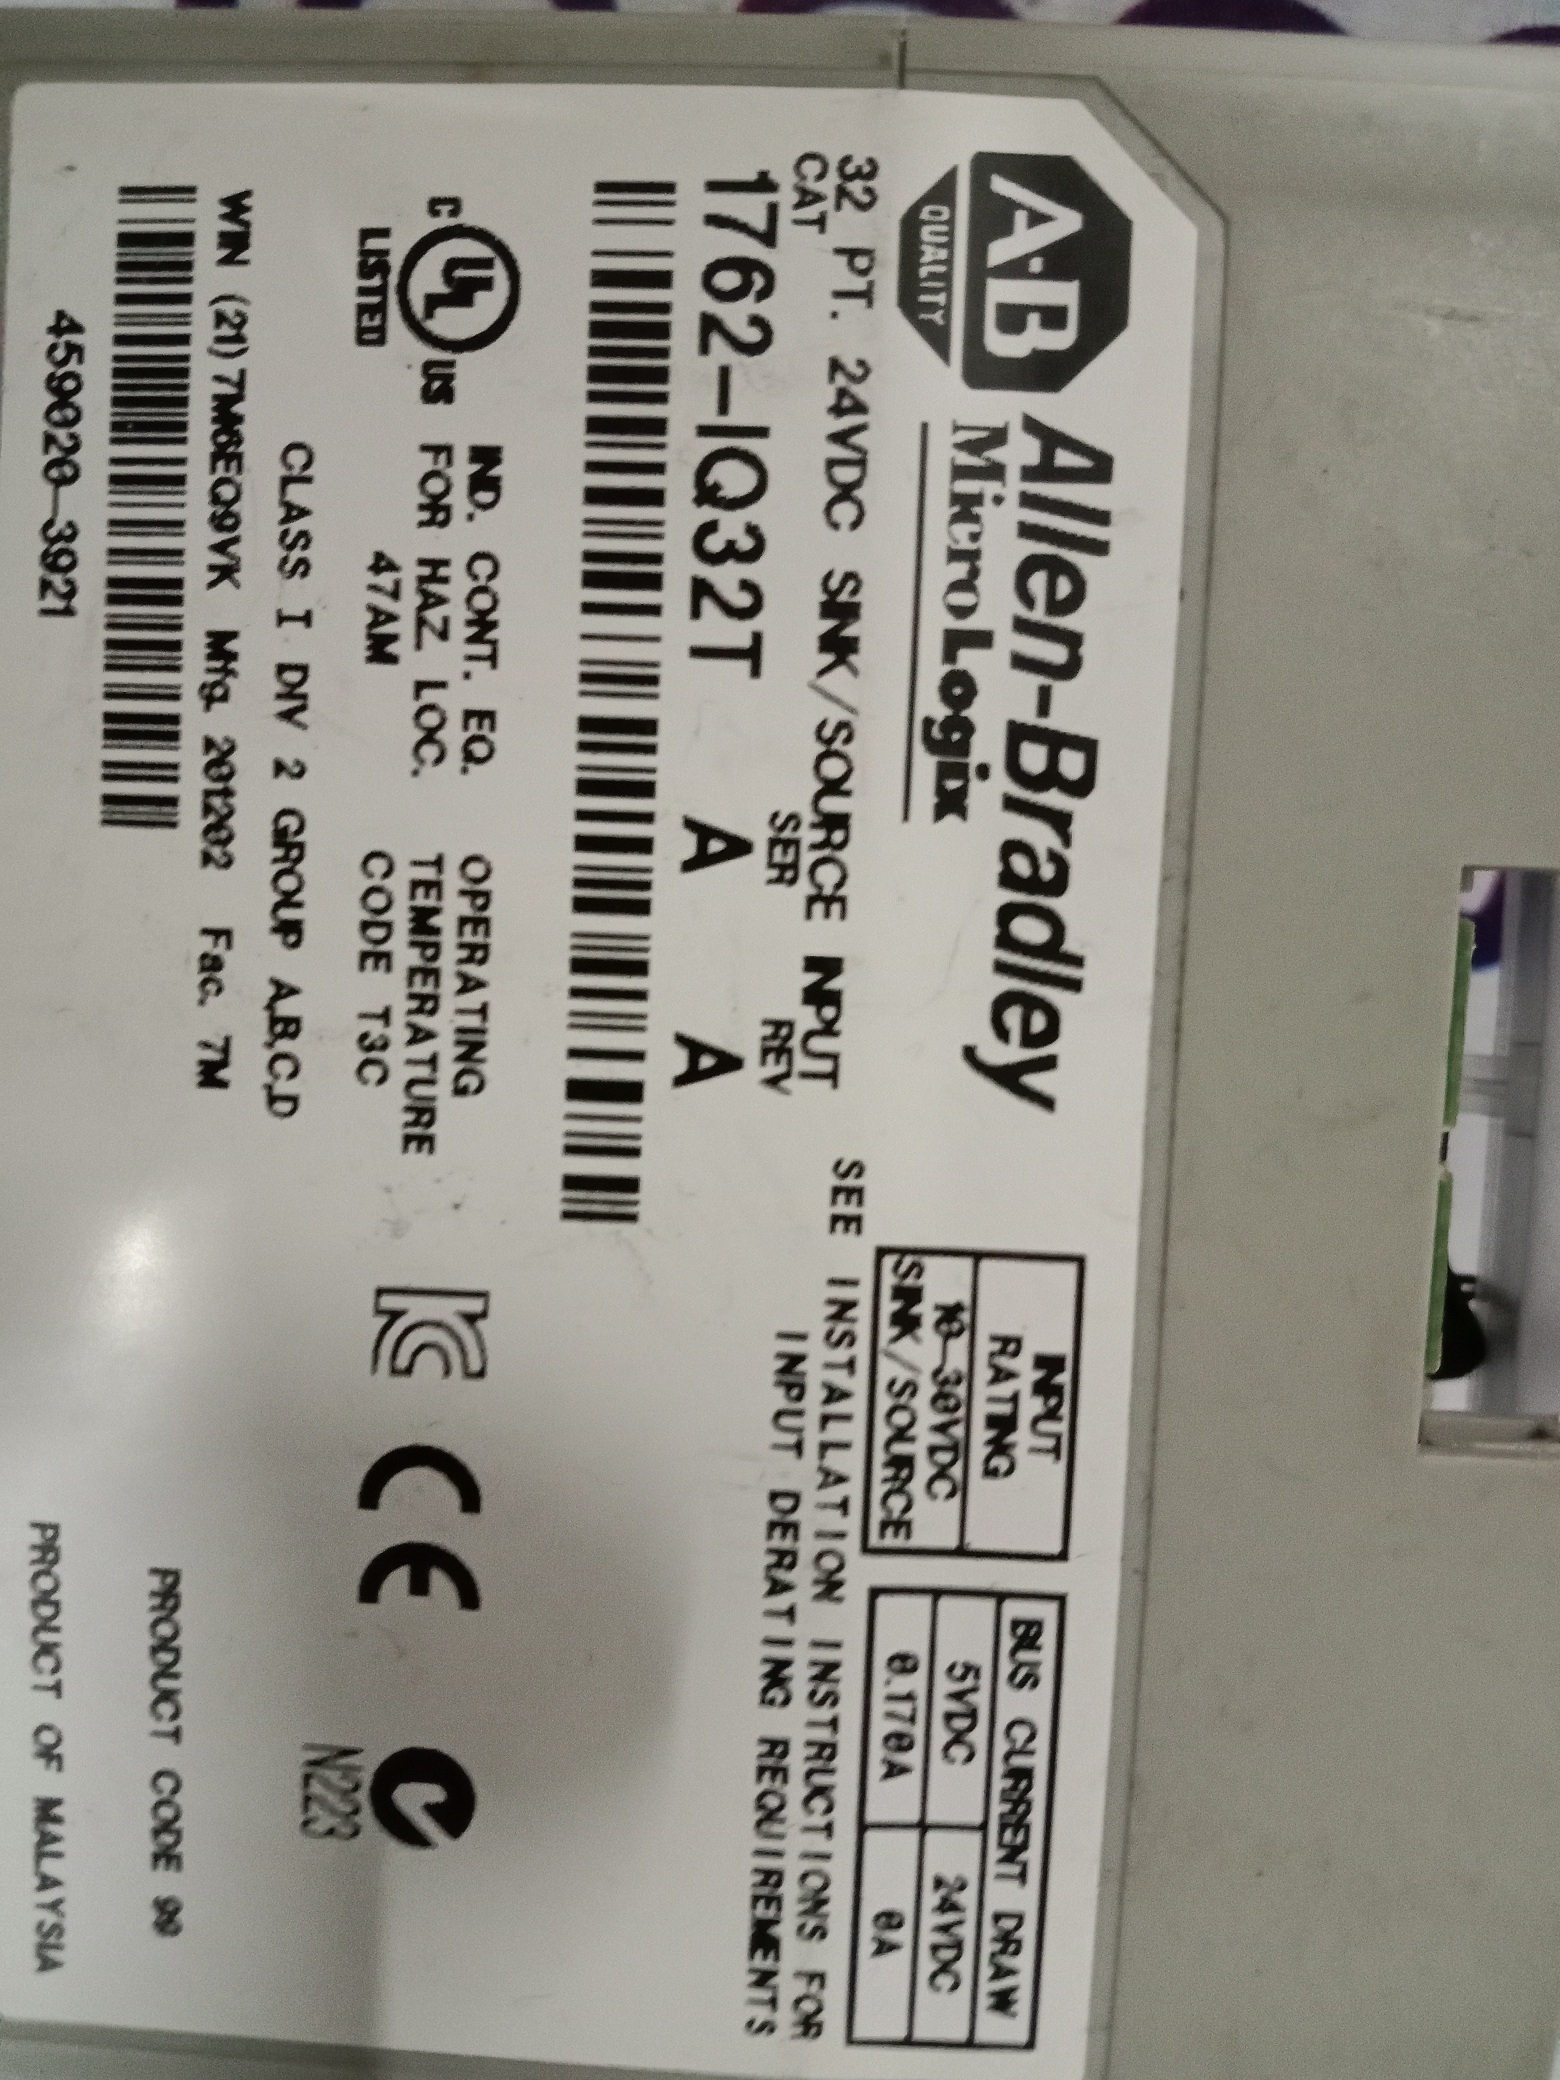 A-B
QUALITY
Allen-Bradley
MicroLogix
32 PT. 24VDC SINK/SOURCE INPUT
CAT SER REV
1762-IQ32T A A
INPUT
RATING
10-30VDC
SINK/SOURCE
BUS CURRENT DRAW
5VDC 24VDC
0.170A 0A
SEE INSTALLATION INSTRUCTIONS FOR
INPUT DERATING REQUIREMENTS
C UL US
LISTED
IND. CONT. EQ.
FOR HAZ. LOC.
47AM
OPERATING
TEMPERATURE
CODE T3C
CLASS I DIV 2 GROUP A,B,C,D
CE
N223
WIN (21)7M6EQ9VK Mfg. 201202 Fac. 7M
459020-3921
PRODUCT CODE 90
PRODUCT OF MALAYSIA